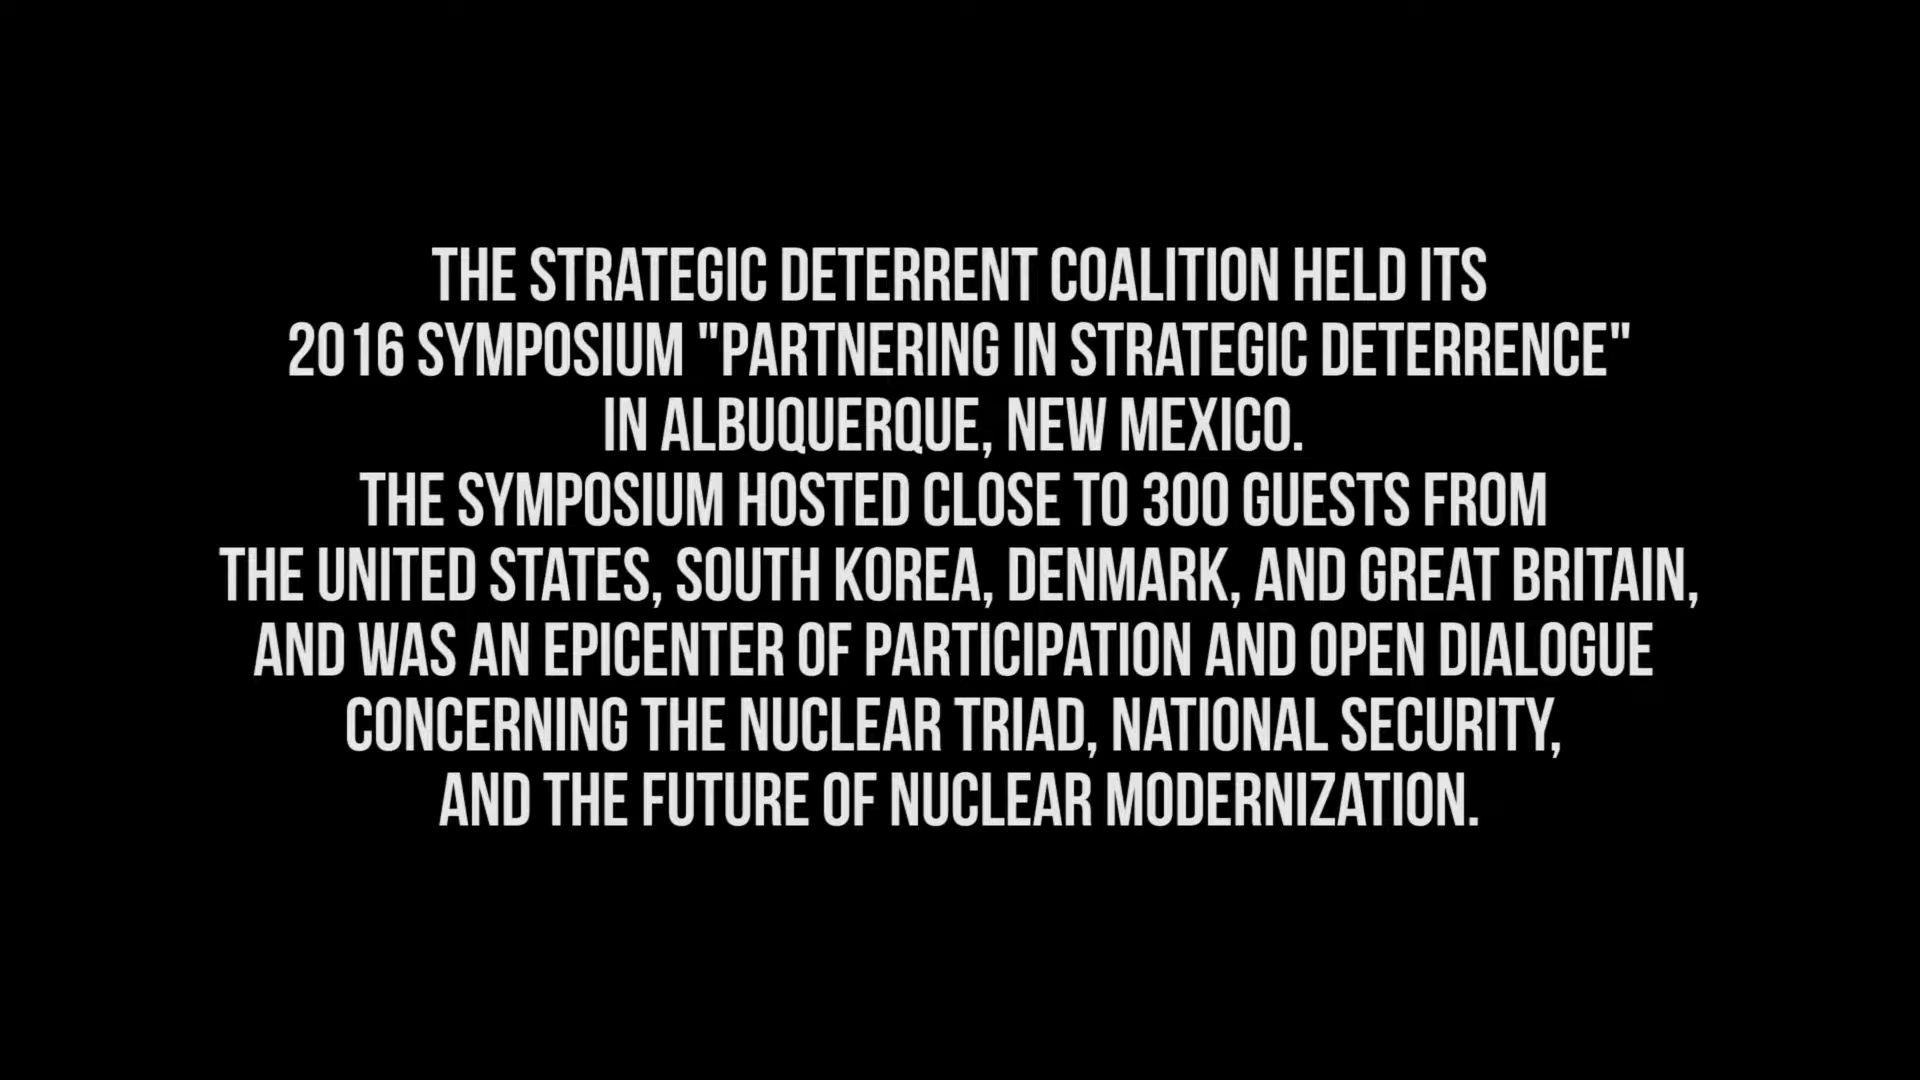 THE STRATEGIC DETERRENT COALITION HELD ITS
2016 SYMPOSIUM "PARTNERING IN STRATEGIC DETERRENCE"
IN ALBUQUERQUE, NEW MEXICO.
THE SYMPOSIUM HOSTED CLOSE TO 300 GUESTS FROM
THE UNITED STATES, SOUTH KOREA, DENMARK, AND GREAT BRITAIN,
AND WAS AN EPICENTER OF PARTICIPATION AND OPEN DIALOGUE
CONCERNING THE NUCLEAR TRIAD, NATIONAL SECURITY,
AND THE FUTURE OF NUCLEAR MODERNIZATION.